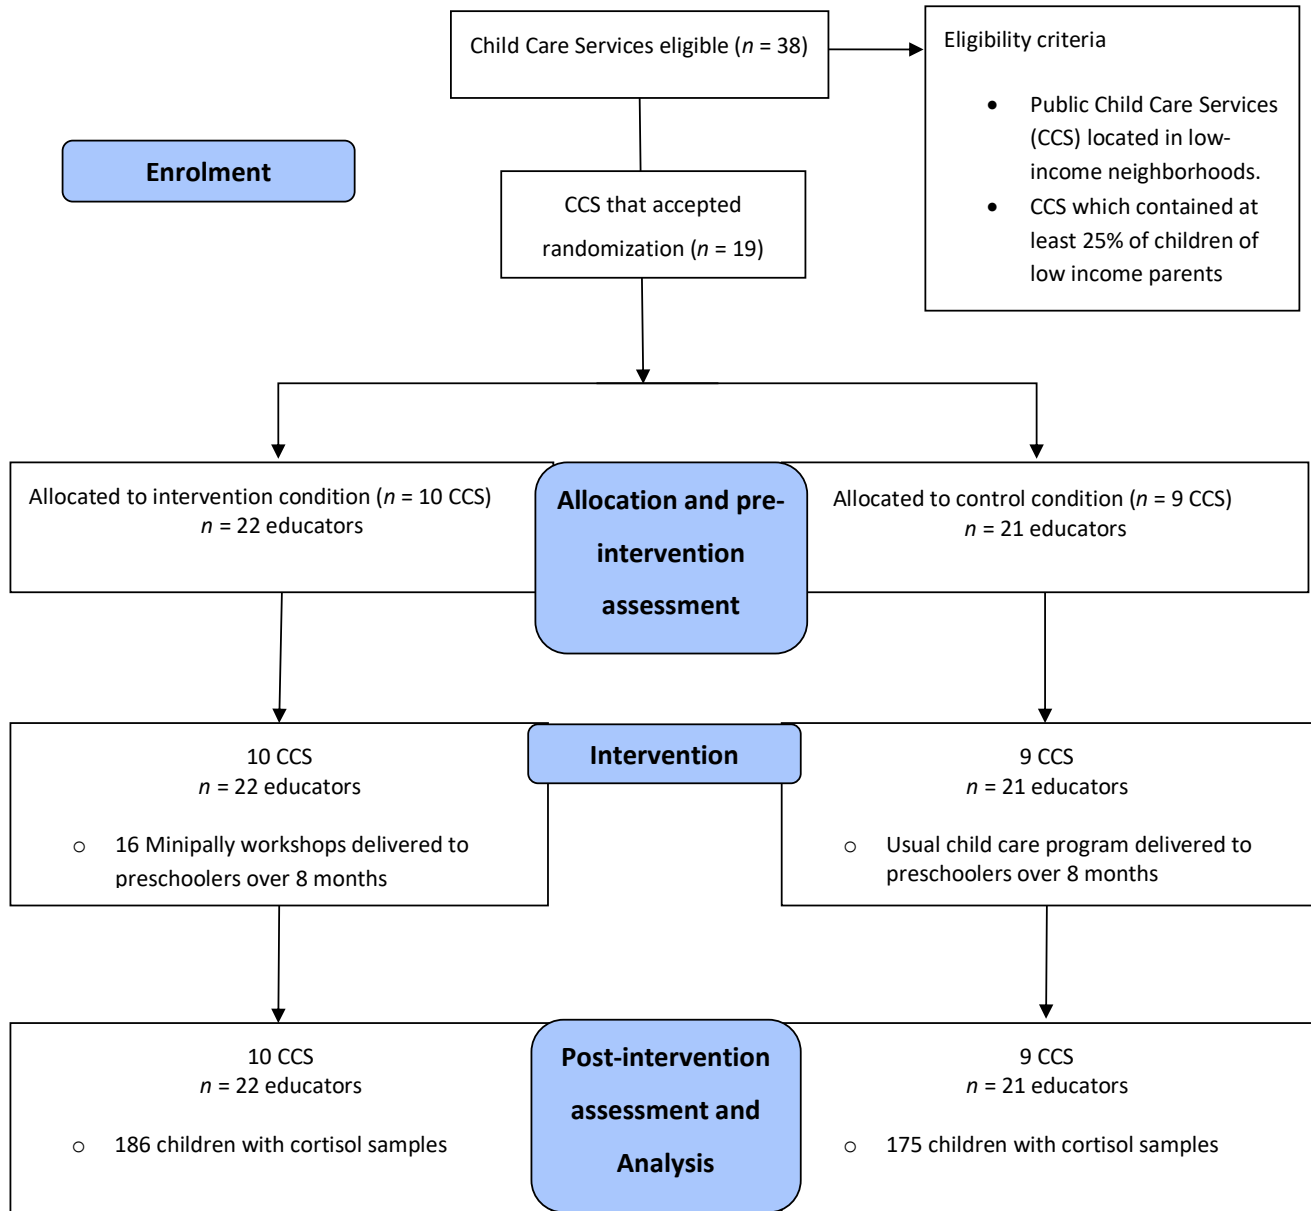 Child Care Services eligible (n = 38)
Eligibility criteria
• Public Child Care Services
(CCS) located in low-
income neighborhoods.
• CCS which contained at
least 25% of children of
low income parents
Enrolment
CCS that accepted
randomization (n = 19)
Allocated to intervention condition (n = 10 CCS)
n = 22 educators
Allocation and pre-
intervention
assessment
Allocated to control condition (n = 9 CCS)
n = 21 educators
10 CCS
n = 22 educators
o 16 Minipally workshops delivered to
preschoolers over 8 months
Intervention
9 CCS
n = 21 educators
o Usual child care program delivered to
preschoolers over 8 months
10 CCS
n = 22 educators
o 186 children with cortisol samples
Post-intervention
assessment and
Analysis
9 CCS
n = 21 educators
o 175 children with cortisol samples